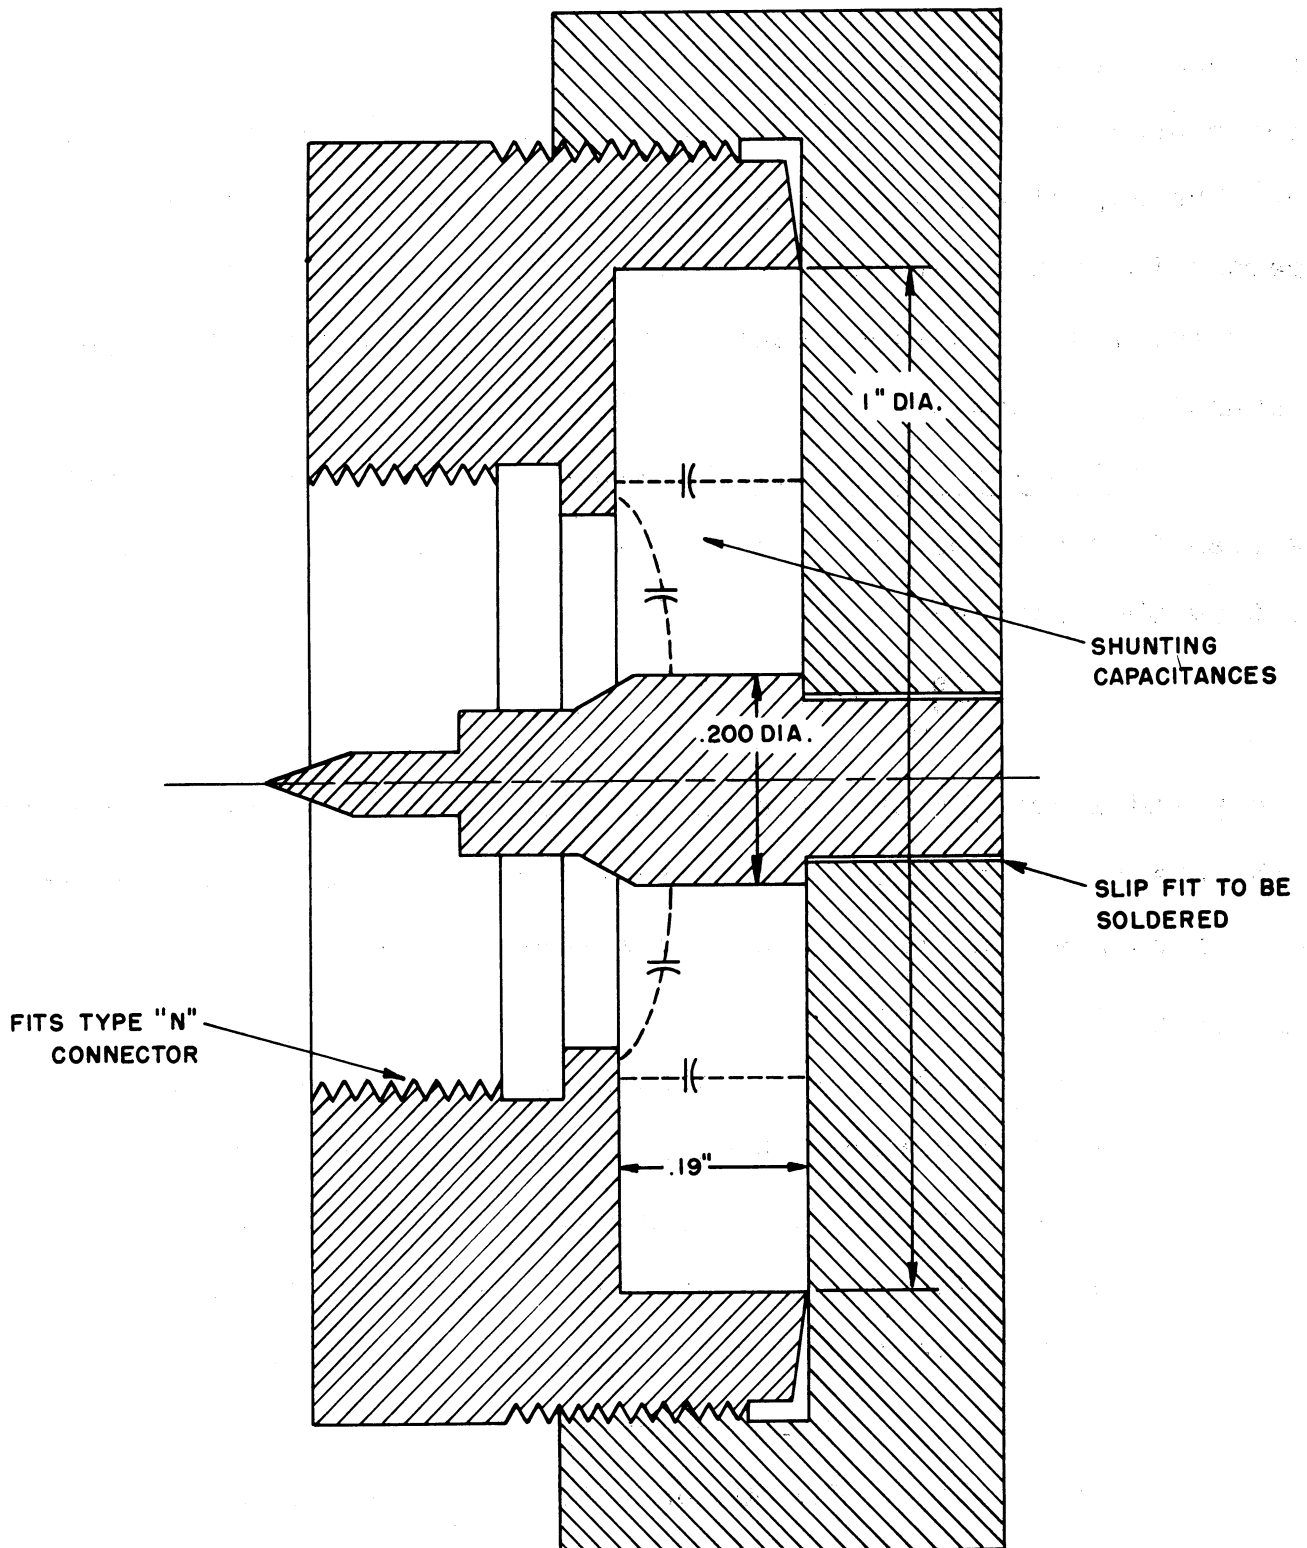 1" DIA.
SHUNTING
CAPACITANCES
.200 DIA.
SLIP FIT TO BE
SOLDERED
FITS TYPE "N"
CONNECTOR
.19"